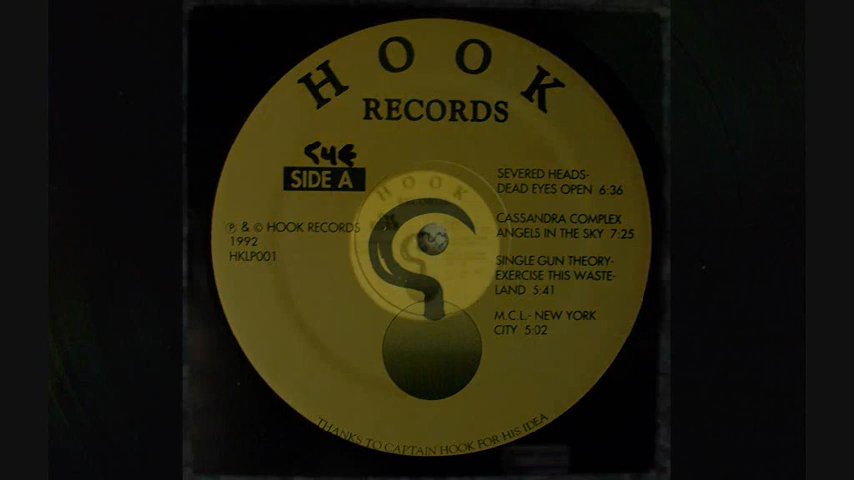 HOOK
RECORDS
CUE
SIDE A
℗ & © HOOK RECORDS
1992
HKLP001
SEVERED HEADS-
DEAD EYES OPEN 6:36
CASSANDRA COMPLEX
ANGELS IN THE SKY 7:25
SINGLE GUN THEORY-
EXERCISE THIS WASTE-
LAND 5:41
M.C.L.- NEW YORK
CITY 5:02
THANKS TO CAPTAIN HOOK FOR HIS IDEA
HOOK